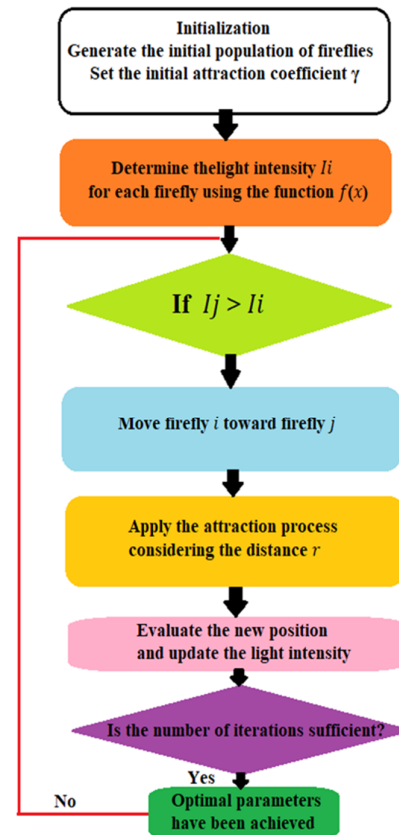 Initialization
Generate the initial population of fireflies
Set the initial attraction coefficient γ
Determine thelight intensity Ii
for each firefly using the function f(x)
If Ij > Ii
Move firefly i toward firefly j
Apply the attraction process
considering the distance r
Evaluate the new position
and update the light intensity
Is the number of iterations sufficient?
Yes
No
Optimal parameters
have been achieved